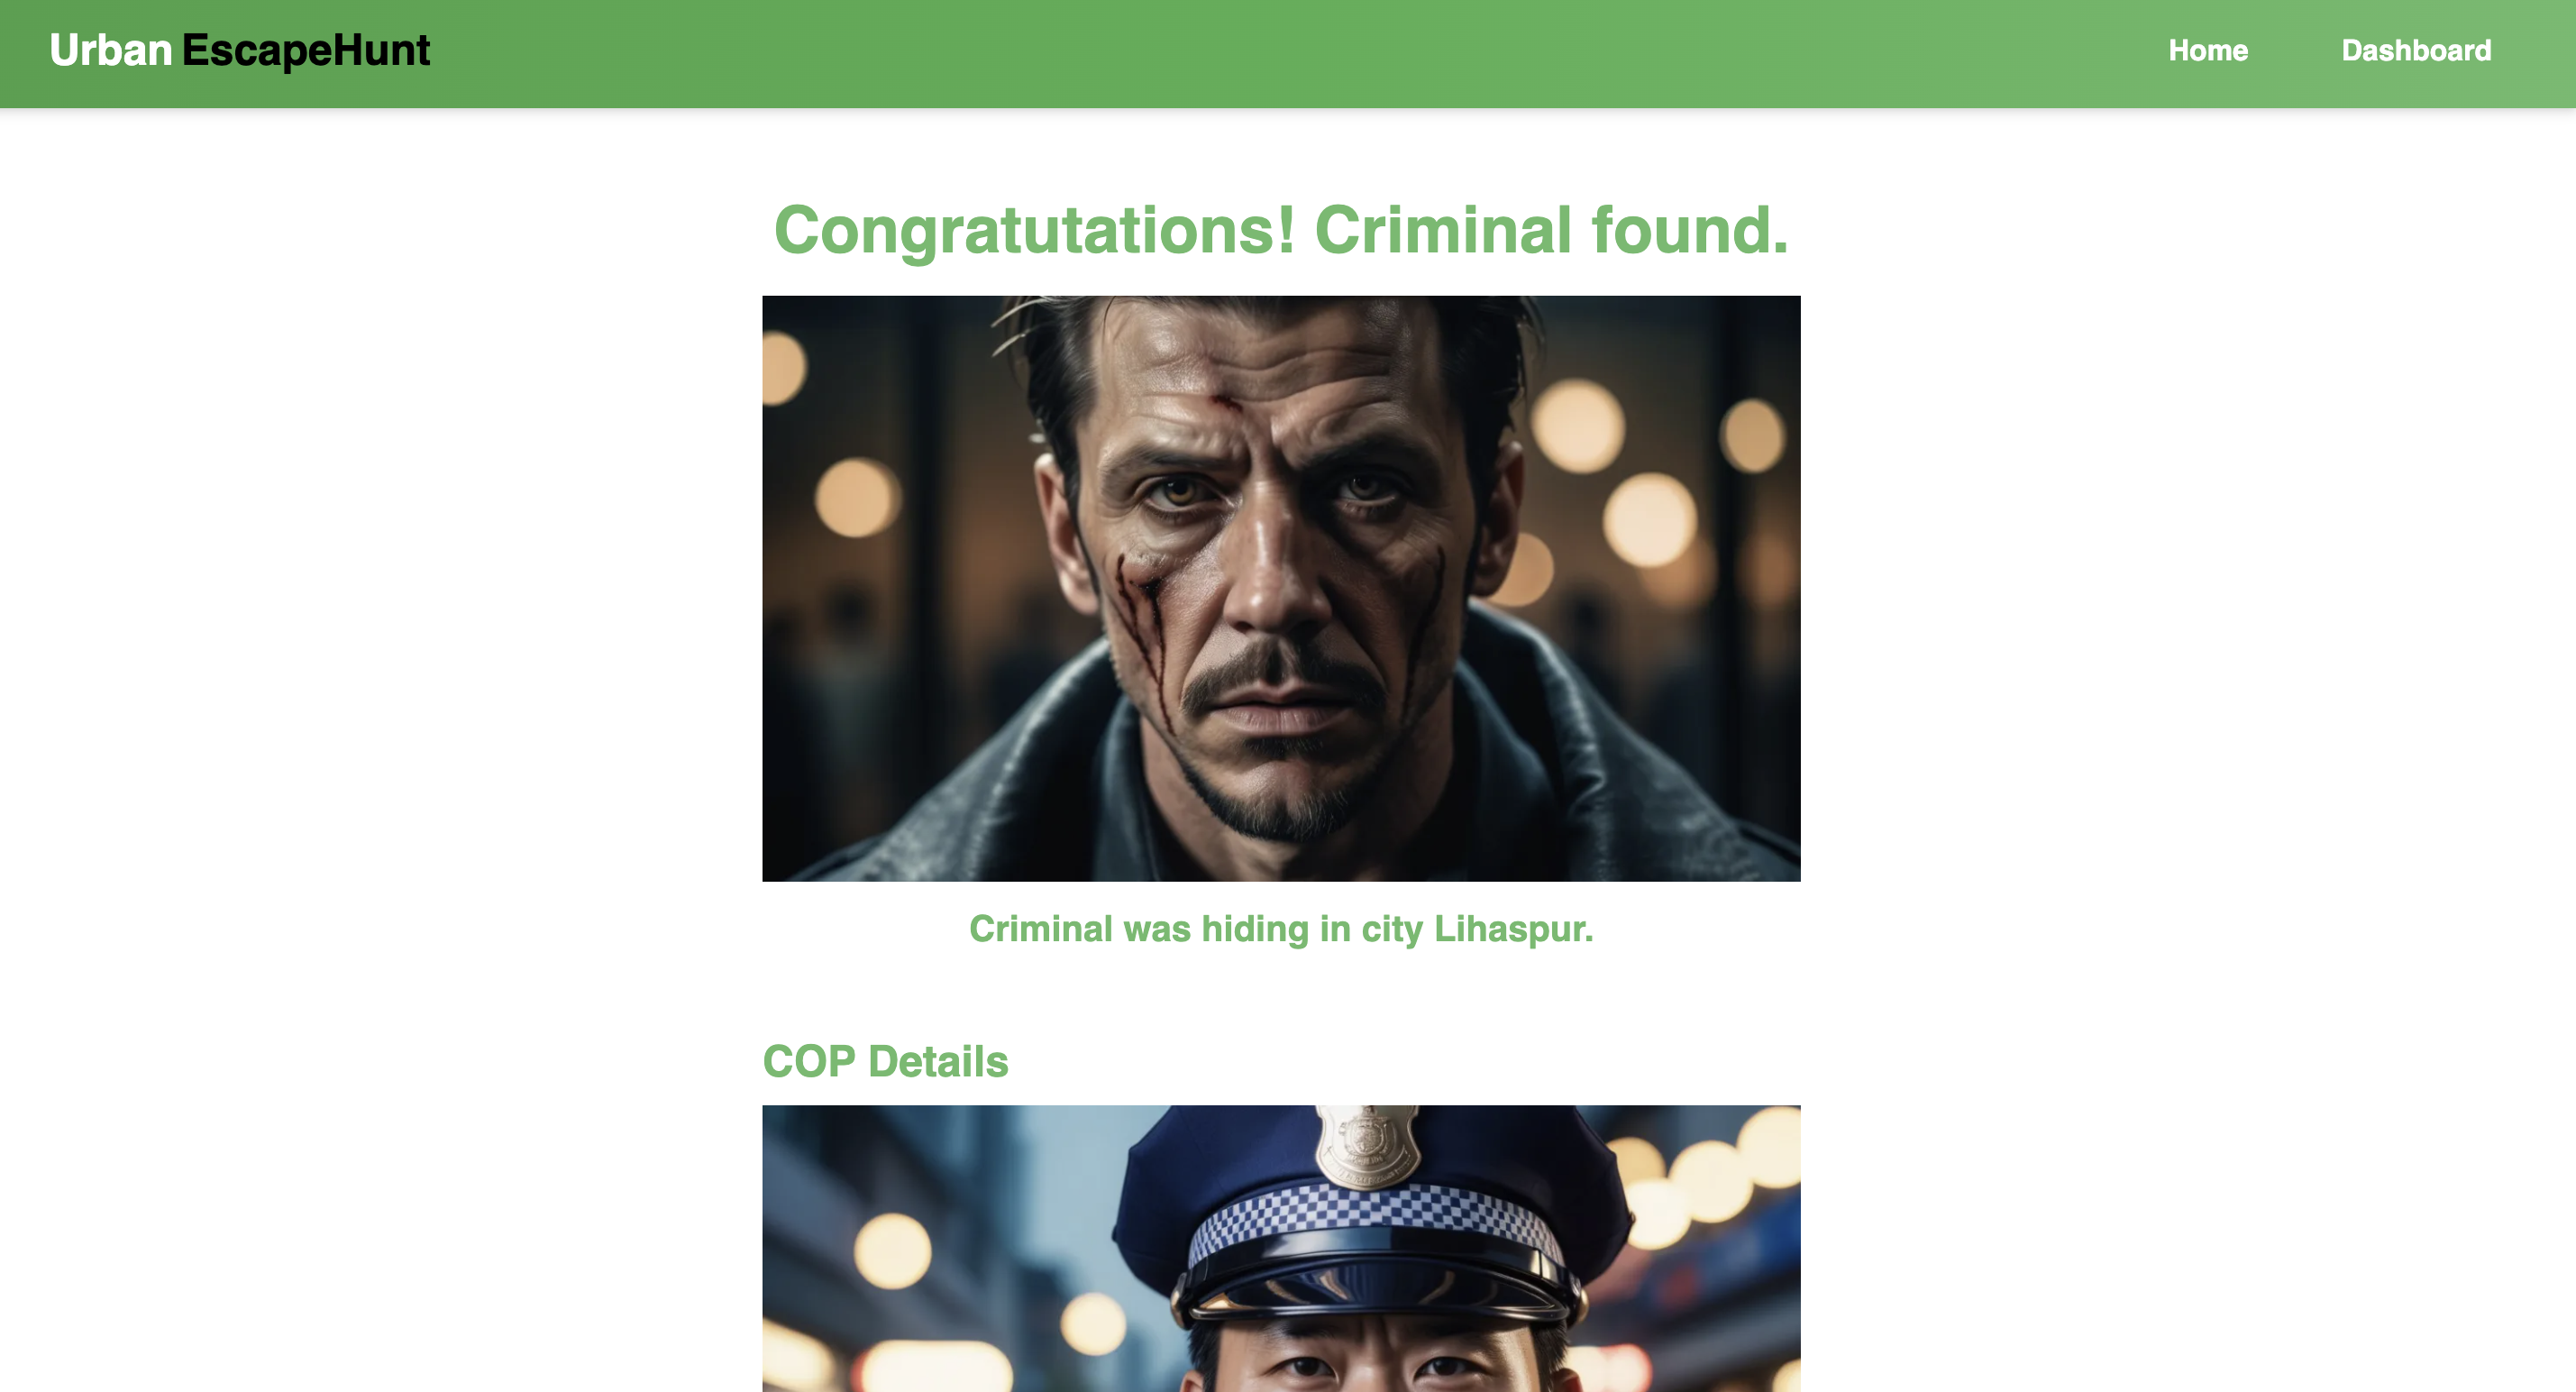 Urban EscapeHunt
Home
Dashboard
Congratutations! Criminal found.
Criminal was hiding in city Lihaspur.
COP Details